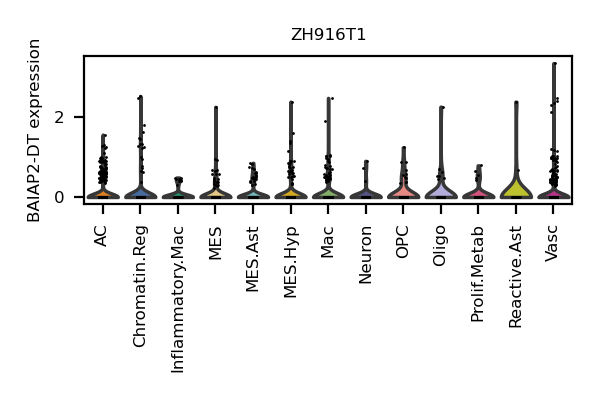 ZH916T1
BAIAP2-DT expression
2
0
AC
Chromatin.Reg
Inflammatory.Mac
MES
MES.Ast
MES.Hyp
Mac
Neuron
OPC
Oligo
Prolif.Metab
Reactive.Ast
Vasc